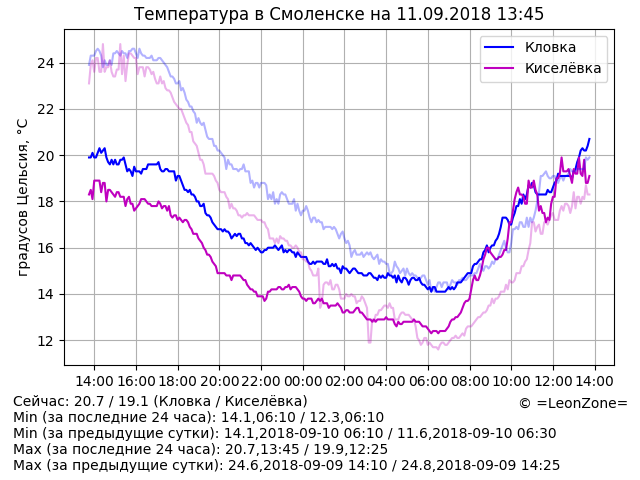 Температура в Смоленске на 11.09.2018 13:45
Кловка
Киселёвка
градусов Цельсия, °C
24
22
20
18
16
14
12
14:00 16:00 18:00 20:00 22:00 00:00 02:00 04:00 06:00 08:00 10:00 12:00 14:00
Сейчас: 20.7 / 19.1 (Кловка / Киселёвка)
© =LeonZone=
Min (за последние 24 часа): 14.1,06:10 / 12.3,06:10
Min (за предыдущие сутки): 14.1,2018-09-10 06:10 / 11.6,2018-09-10 06:30
Max (за последние 24 часа): 20.7,13:45 / 19.9,12:25
Max (за предыдущие сутки): 24.6,2018-09-09 14:10 / 24.8,2018-09-09 14:25